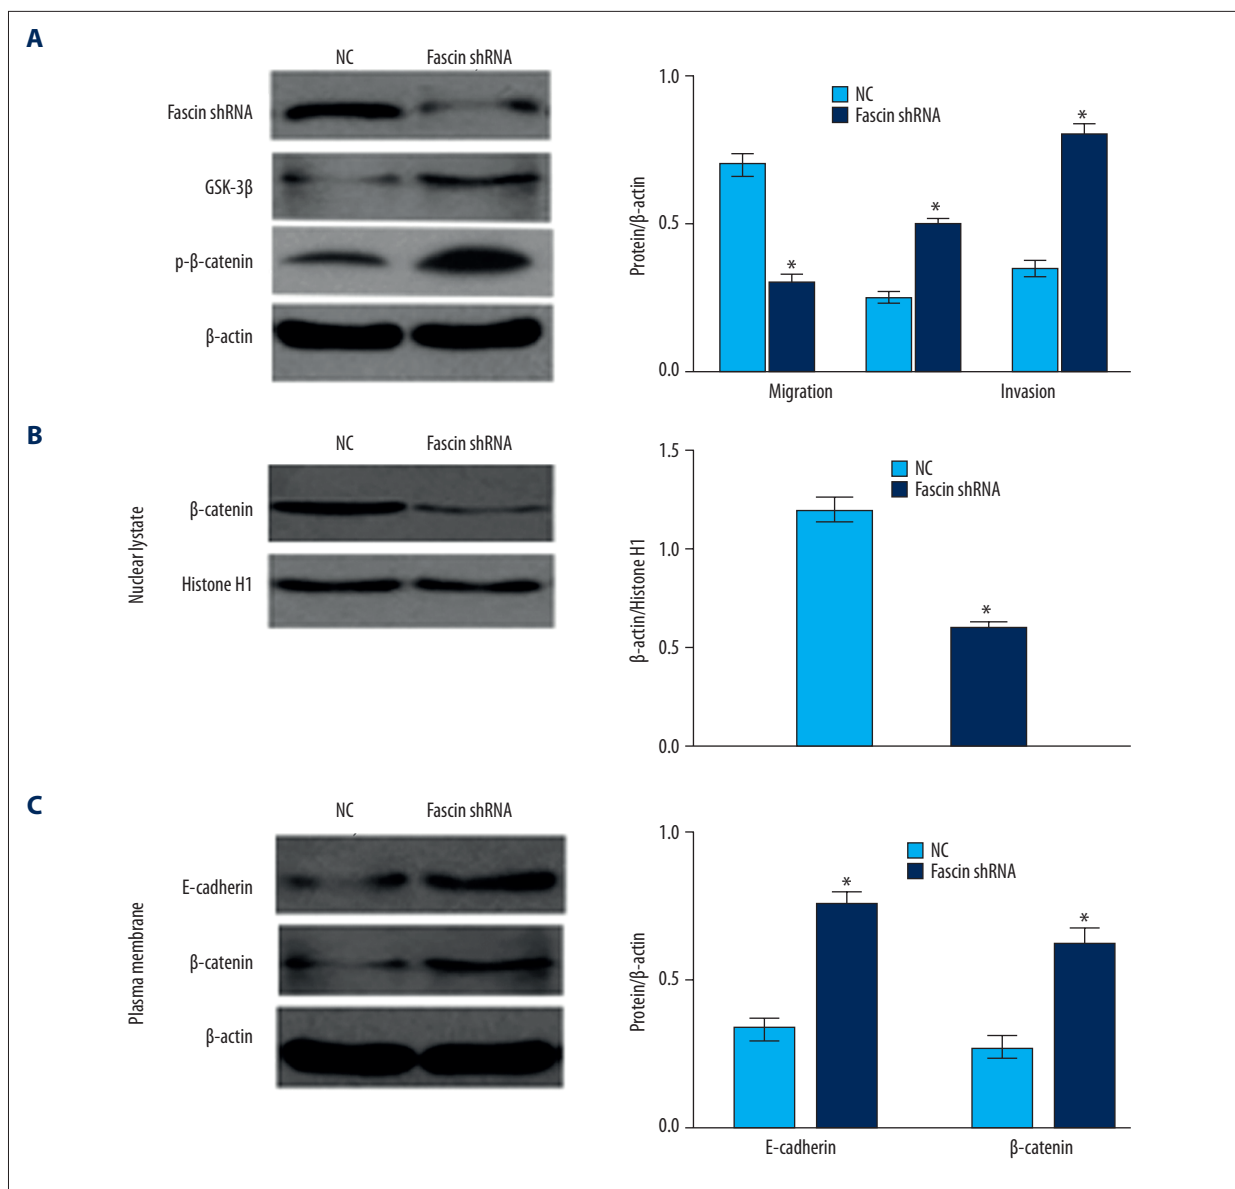 A
NC Fascin shRNA
Fascin shRNA
GSK-3β
p-β-catenin
β-actin
Protein/β-actin
1.0
0.5
0.0
NC
Fascin shRNA
*
*
*
Migration Invasion
B
NC Fascin shRNA
Nuclear lystate
β-catenin
Histone H1
β-actin/Histone H1
1.5
1.0
0.5
0.0
NC
Fascin shRNA
*
C
NC Fascin shRNA
Plasma membrane
E-cadherin
β-catenin
β-actin
Protein/β-actin
1.0
0.5
0.0
NC
Fascin shRNA
*
*
E-cadherin β-catenin